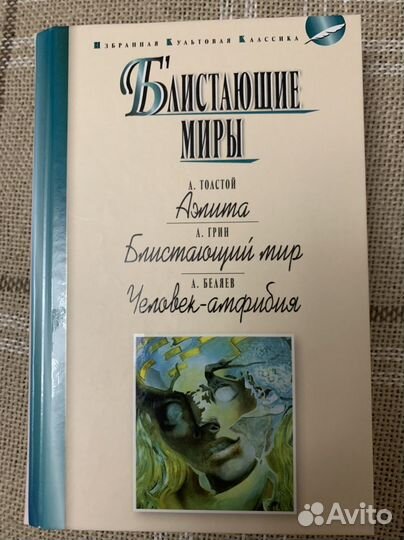 Избранная Культовая Классика
Блистающие
миры
А. Толстой
Аэлита
А. Грин
Блистающий мир
А. Беляев
Человек-амфибия
Avito